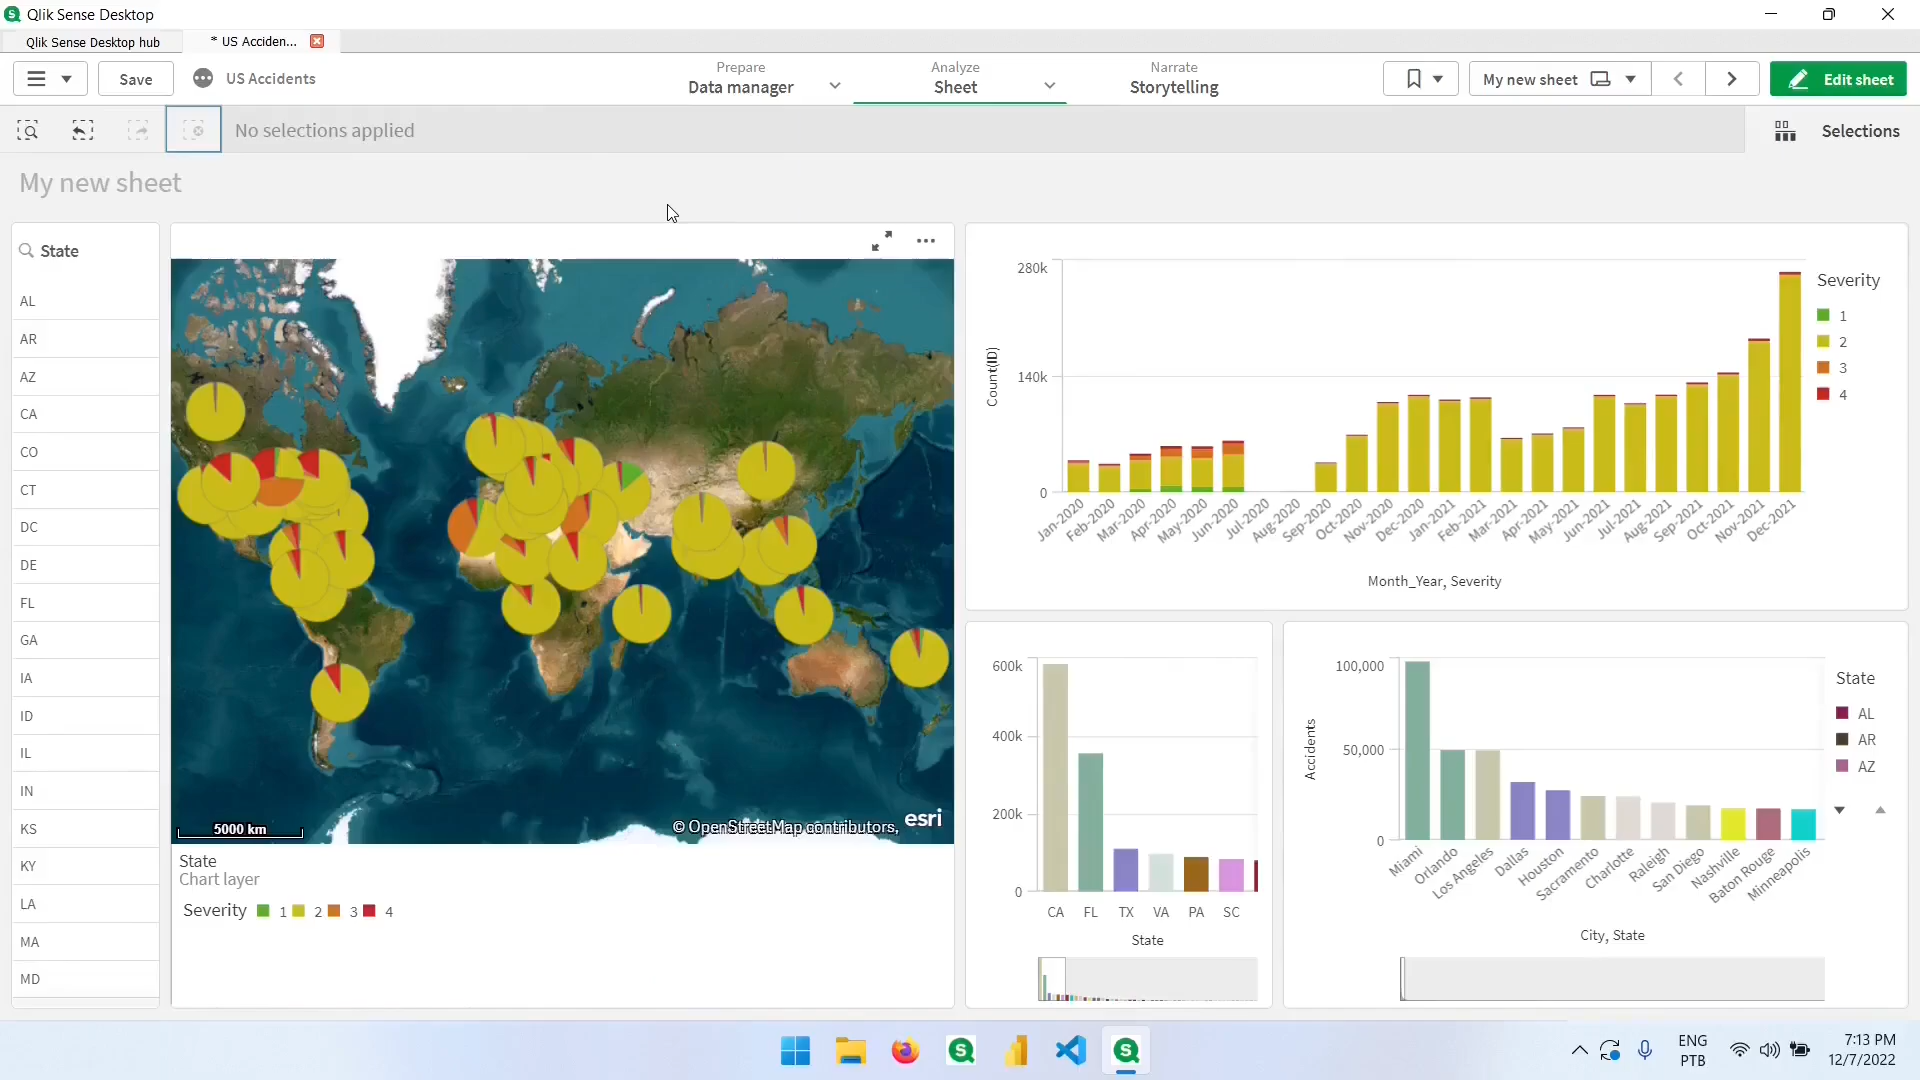 Qlik Sense Desktop
Qlik Sense Desktop hub
* US Acciden...
Save
US Accidents
Prepare
Data manager
Analyze
Sheet
Narrate
Storytelling
My new sheet
Edit sheet
No selections applied
Selections
My new sheet
State
AL
AR
AZ
CA
CO
CT
DC
DE
FL
GA
IA
ID
IL
IN
KS
KY
LA
MA
MD
5000 km
© OpenStreetMap contributors,
esri
State
Chart layer
Severity 1 2 3 4
280k
140k
0
Count(ID)
Jan-2020
Feb-2020
Mar-2020
Apr-2020
May-2020
Jun-2020
Jul-2020
Aug-2020
Sep-2020
Oct-2020
Nov-2020
Dec-2020
Jan-2021
Feb-2021
Mar-2021
Apr-2021
May-2021
Jun-2021
Jul-2021
Aug-2021
Sep-2021
Oct-2021
Nov-2021
Dec-2021
Month_Year, Severity
Severity
1
2
3
4
600k
400k
200k
0
CA FL TX VA PA SC
State
100,000
50,000
0
Accidents
Miami
Orlando
Los Angeles
Dallas
Houston
Sacramento
Charlotte
Raleigh
San Diego
Nashville
Baton Rouge
Minneapolis
City, State
State
AL
AR
AZ
ENG
PTB
7:13 PM
12/7/2022